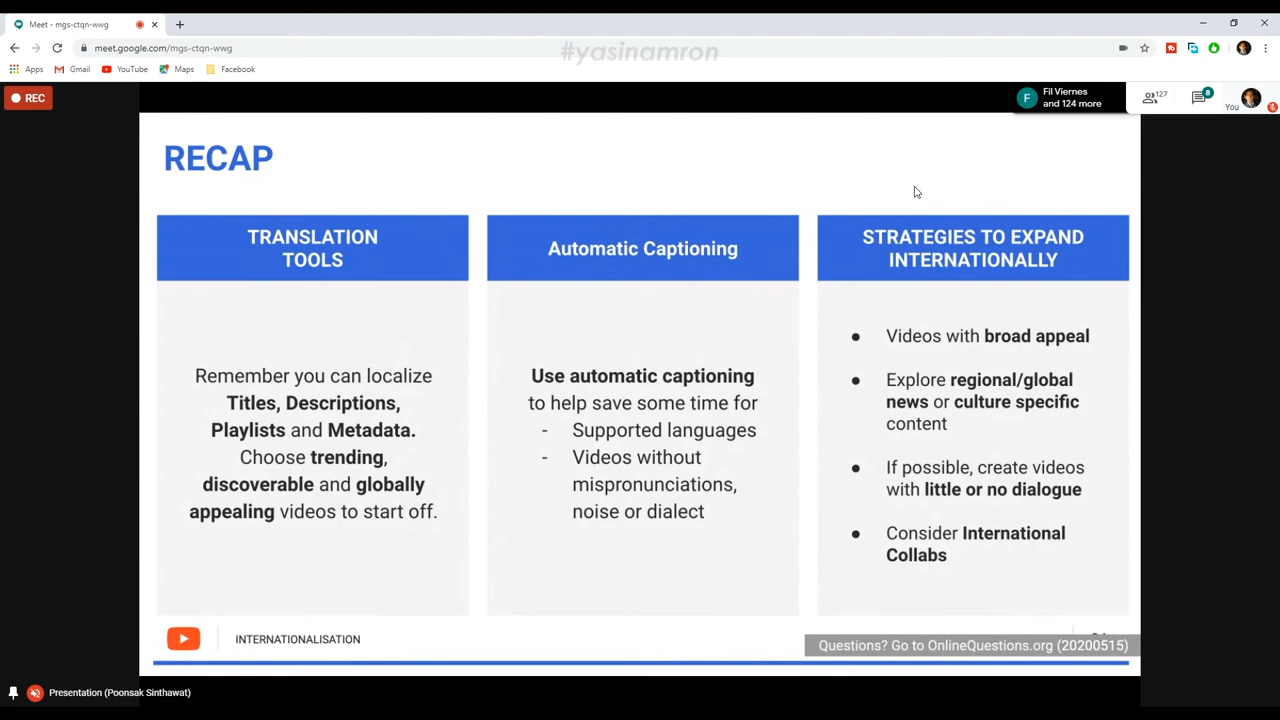 Meet - mgs-ctqn-wwg
meet.google.com/mgs-ctqn-wwg
#yasinamron
Apps Gmail YouTube Maps Facebook
REC
F Fil Viernes
and 124 more
127
8
You
RECAP
TRANSLATION
TOOLS
Remember you can localize
Titles, Descriptions,
Playlists and Metadata.
Choose trending,
discoverable and globally
appealing videos to start off.
Automatic Captioning
Use automatic captioning
to help save some time for
- Supported languages
- Videos without
mispronunciations,
noise or dialect
STRATEGIES TO EXPAND
INTERNATIONALLY
● Videos with broad appeal
● Explore regional/global
news or culture specific
content
● If possible, create videos
with little or no dialogue
● Consider International
Collabs
INTERNATIONALISATION
Questions? Go to OnlineQuestions.org (20200515)
Presentation (Poonsak Sinthawat)